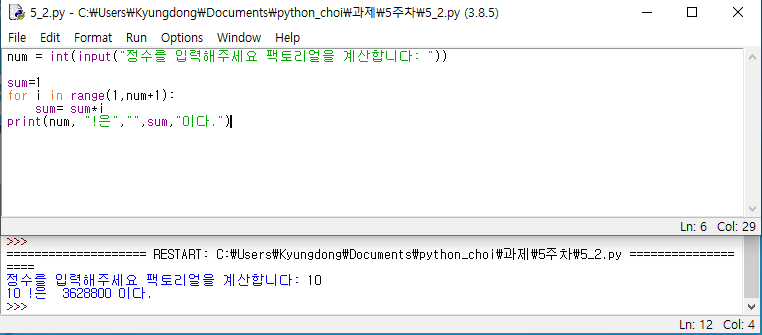 5_2.py - C:₩Users₩Kyungdong₩Documents₩python_choi₩과제₩5주차₩5_2.py (3.8.5)
File Edit Format Run Options Window Help
num = int(input("정수를 입력해주세요 팩토리얼을 계산합니다: "))
sum=1
for i in range(1,num+1):
    sum= sum*i
print(num, "!은","",sum,"이다.")
Ln: 6 Col: 29
>>>
==================== RESTART: C:₩Users₩Kyungdong₩Documents₩python_choi₩과제₩5주차₩5_2.py ===============
====
정수를 입력해주세요 팩토리얼을 계산합니다: 10
10 !은  3628800 이다.
>>>
Ln: 12 Col: 4